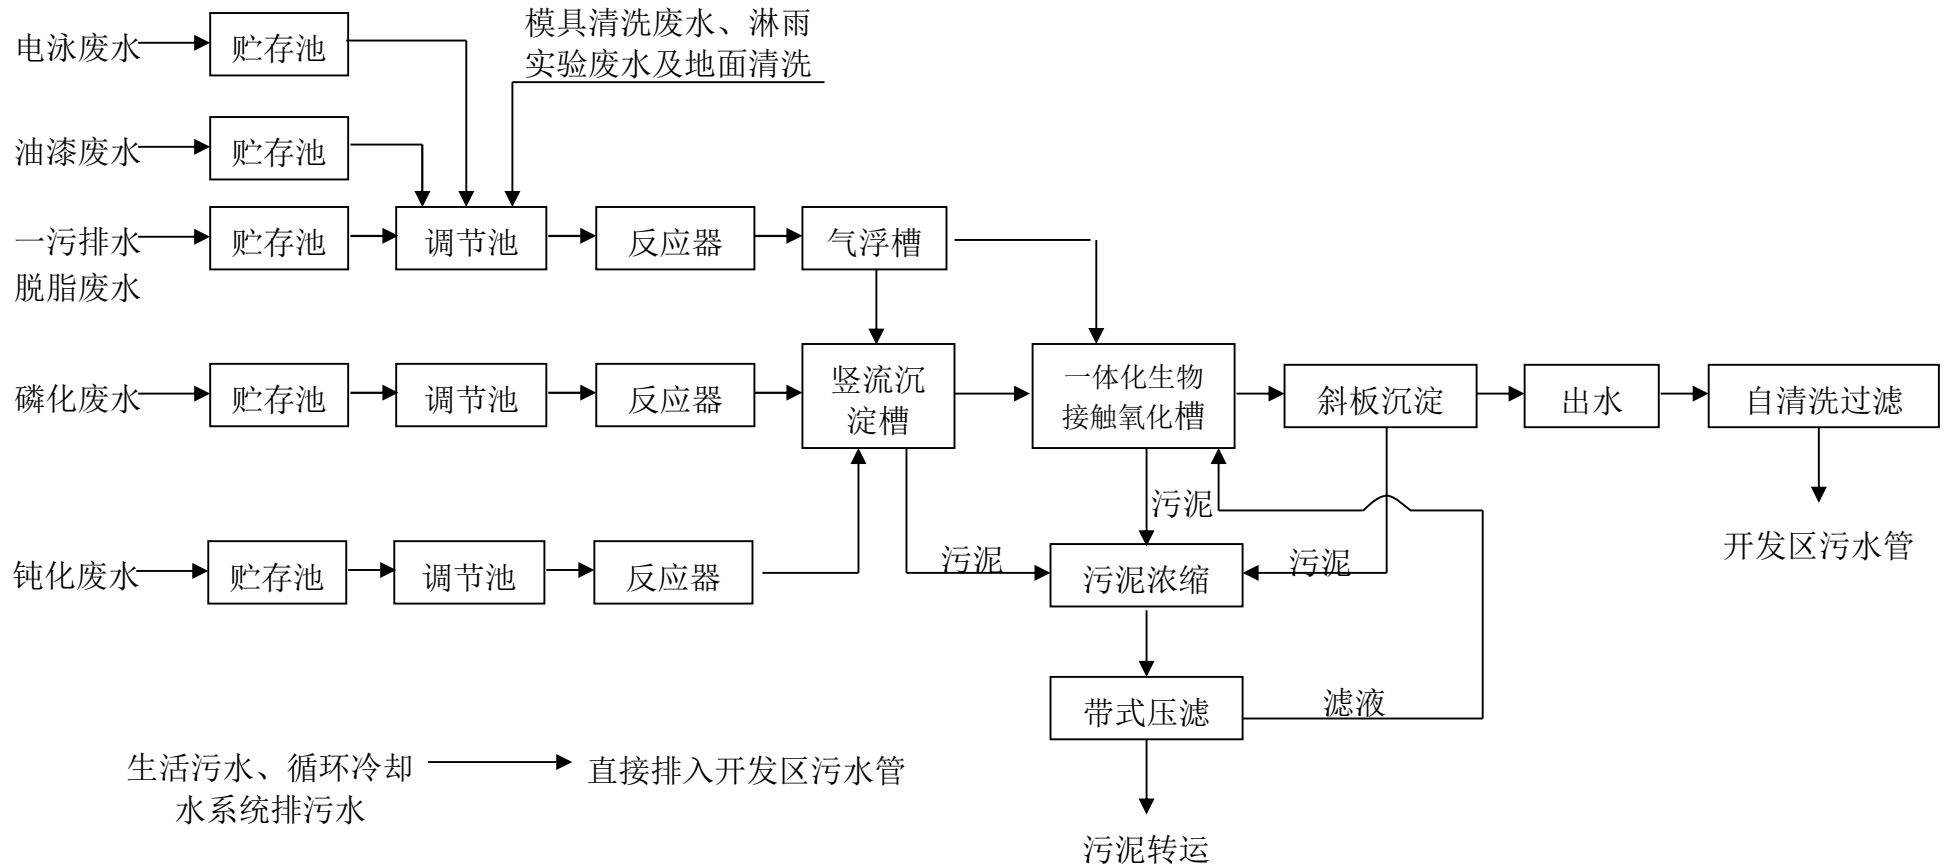 模具清洗废水、淋雨
实验废水及地面清洗
电泳废水
贮存池
油漆废水
贮存池
一污排水
脱脂废水
贮存池
调节池
反应器
气浮槽
磷化废水
贮存池
调节池
反应器
竖流沉
淀槽
一体化生物
接触氧化槽
斜板沉淀
出水
自清洗过滤
污泥
开发区污水管
钝化废水
贮存池
调节池
反应器
污泥
污泥浓缩
污泥
带式压滤
滤液
生活污水、循环冷却
水系统排污水
直接排入开发区污水管
污泥转运